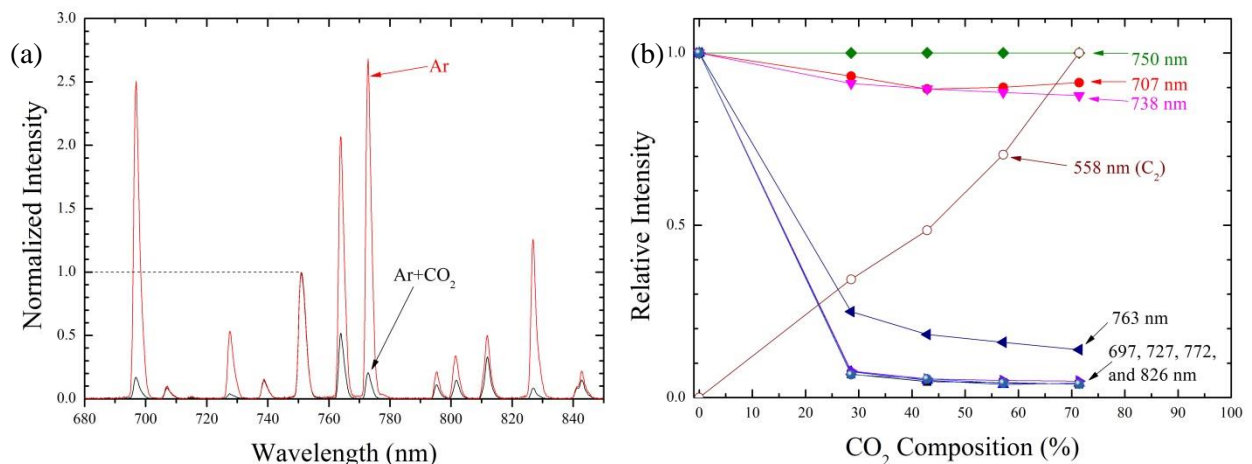 (a)
3.0
2.5
2.0
1.5
1.0
0.5
0.0
Normalized Intensity
Ar
Ar+CO₂
680 700 720 740 760 780 800 820 840
Wavelength (nm)
(b)
1.0
0.5
0.0
Relative Intensity
750 nm
707 nm
738 nm
558 nm (C₂)
763 nm
697, 727, 772,
and 826 nm
0 10 20 30 40 50 60 70 80 90 100
CO₂ Composition (%)